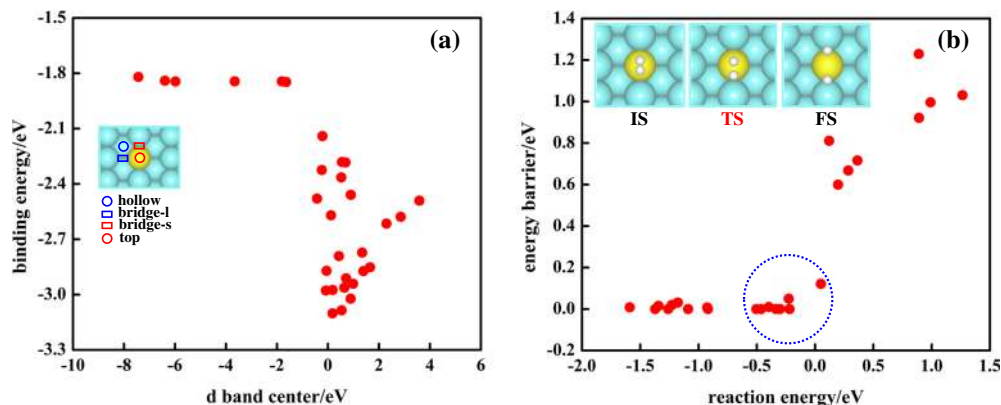 (a)
binding energy/eV
-1.5
-1.8
-2.1
-2.4
-2.7
-3.0
-3.3
hollow
bridge-l
bridge-s
top
-10 -8 -6 -4 -2 0 2 4 6
d band center/eV
(b)
energy barrier/eV
1.4
1.2
1.0
0.8
0.6
0.4
0.2
0.0
-0.2
IS TS FS
-2.0 -1.5 -1.0 -0.5 0.0 0.5 1.0 1.5
reaction energy/eV